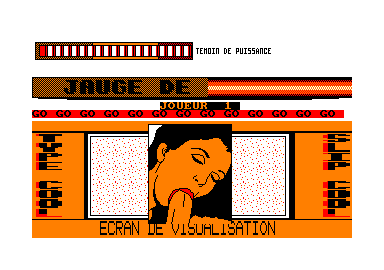 TEMOIN DE PUISSANCE
JAUGE DE
JOUEUR 1
GO GO GO GO GO GO GO GO GO GO GO GO GO
TYPE
COOL
SLIP
COOL
ECRAN DE VISUALISATION